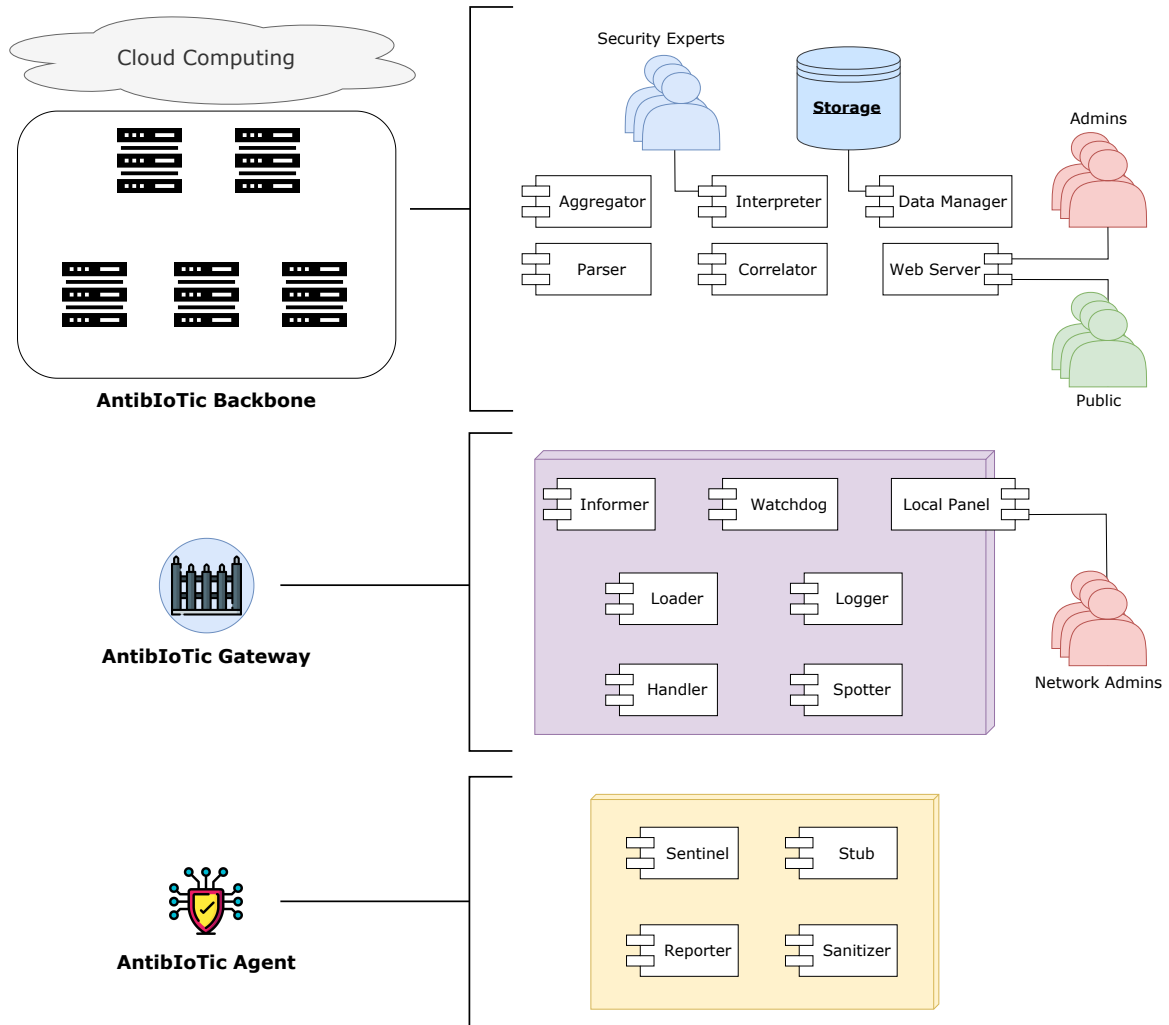 Cloud Computing
AntibIoTic Backbone
Security Experts
Storage
Admins
Aggregator
Interpreter
Data Manager
Parser
Correlator
Web Server
Public
AntibIoTic Gateway
Informer
Watchdog
Local Panel
Loader
Logger
Handler
Spotter
Network Admins
AntibIoTic Agent
Sentinel
Stub
Reporter
Sanitizer